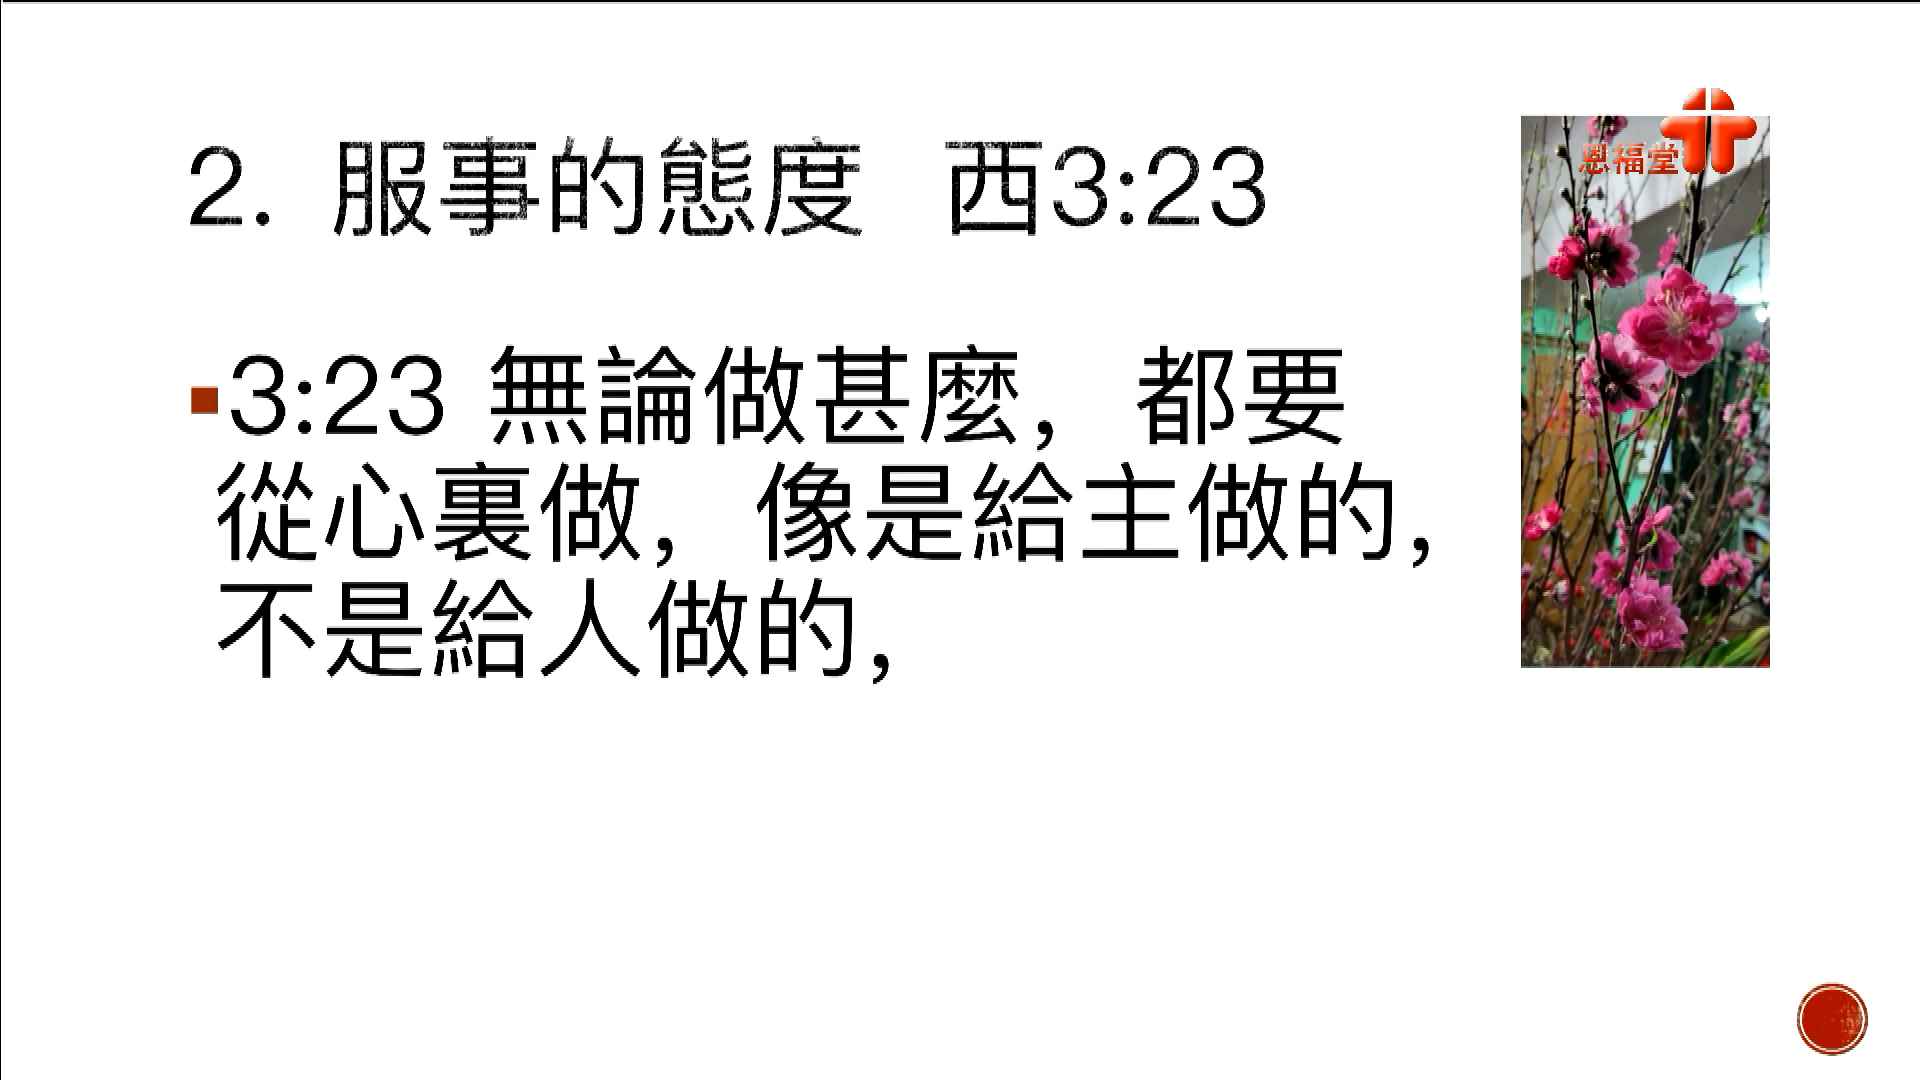 2. 服事的態度 西3:23
恩福堂
3:23 無論做甚麼，都要
從心裏做，像是給主做的，
不是給人做的，